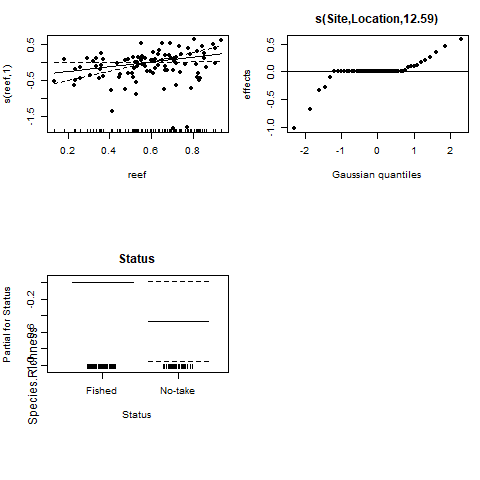 s(Site,Location,12.59)
s(reef,1)
0.5
-0.5
-1.5
0.2 0.4 0.6 0.8
reef
effects
0.5
0.0
-0.5
-1.0
-2 -1 0 1 2
Gaussian quantiles
Status
Partial for Status
Species.Richness
-0.2
Fished No-take
Status